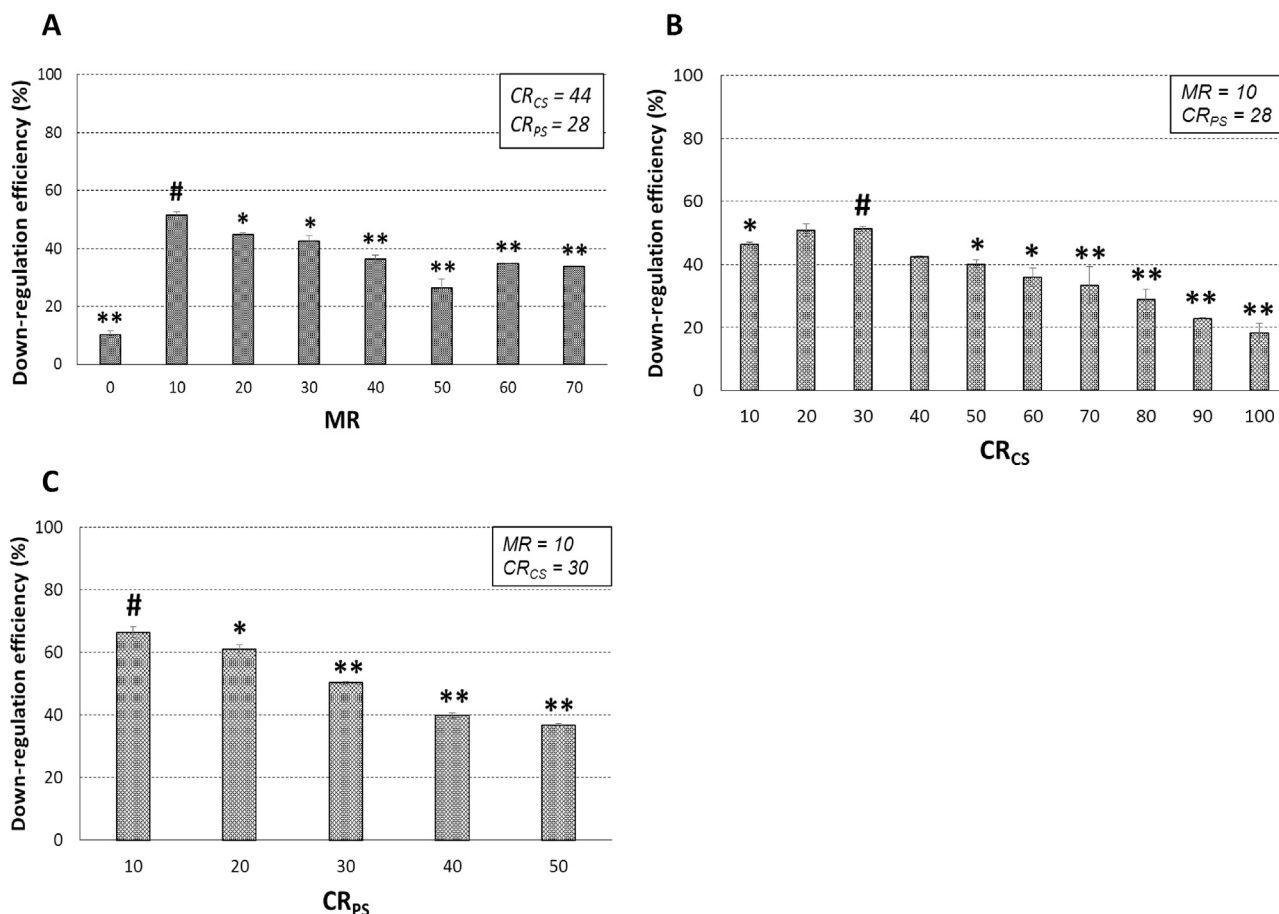 A
Down-regulation efficiency (%)
100
80
60
40
20
0
CR_CS = 44
CR_PS = 28
** # * * ** ** ** **
0 10 20 30 40 50 60 70
MR
B
Down-regulation efficiency (%)
100
80
60
40
20
0
MR = 10
CR_PS = 28
* # * * ** ** ** **
10 20 30 40 50 60 70 80 90 100
CR_CS
C
Down-regulation efficiency (%)
100
80
60
40
20
0
MR = 10
CR_CS = 30
# * ** ** **
10 20 30 40 50
CR_PS